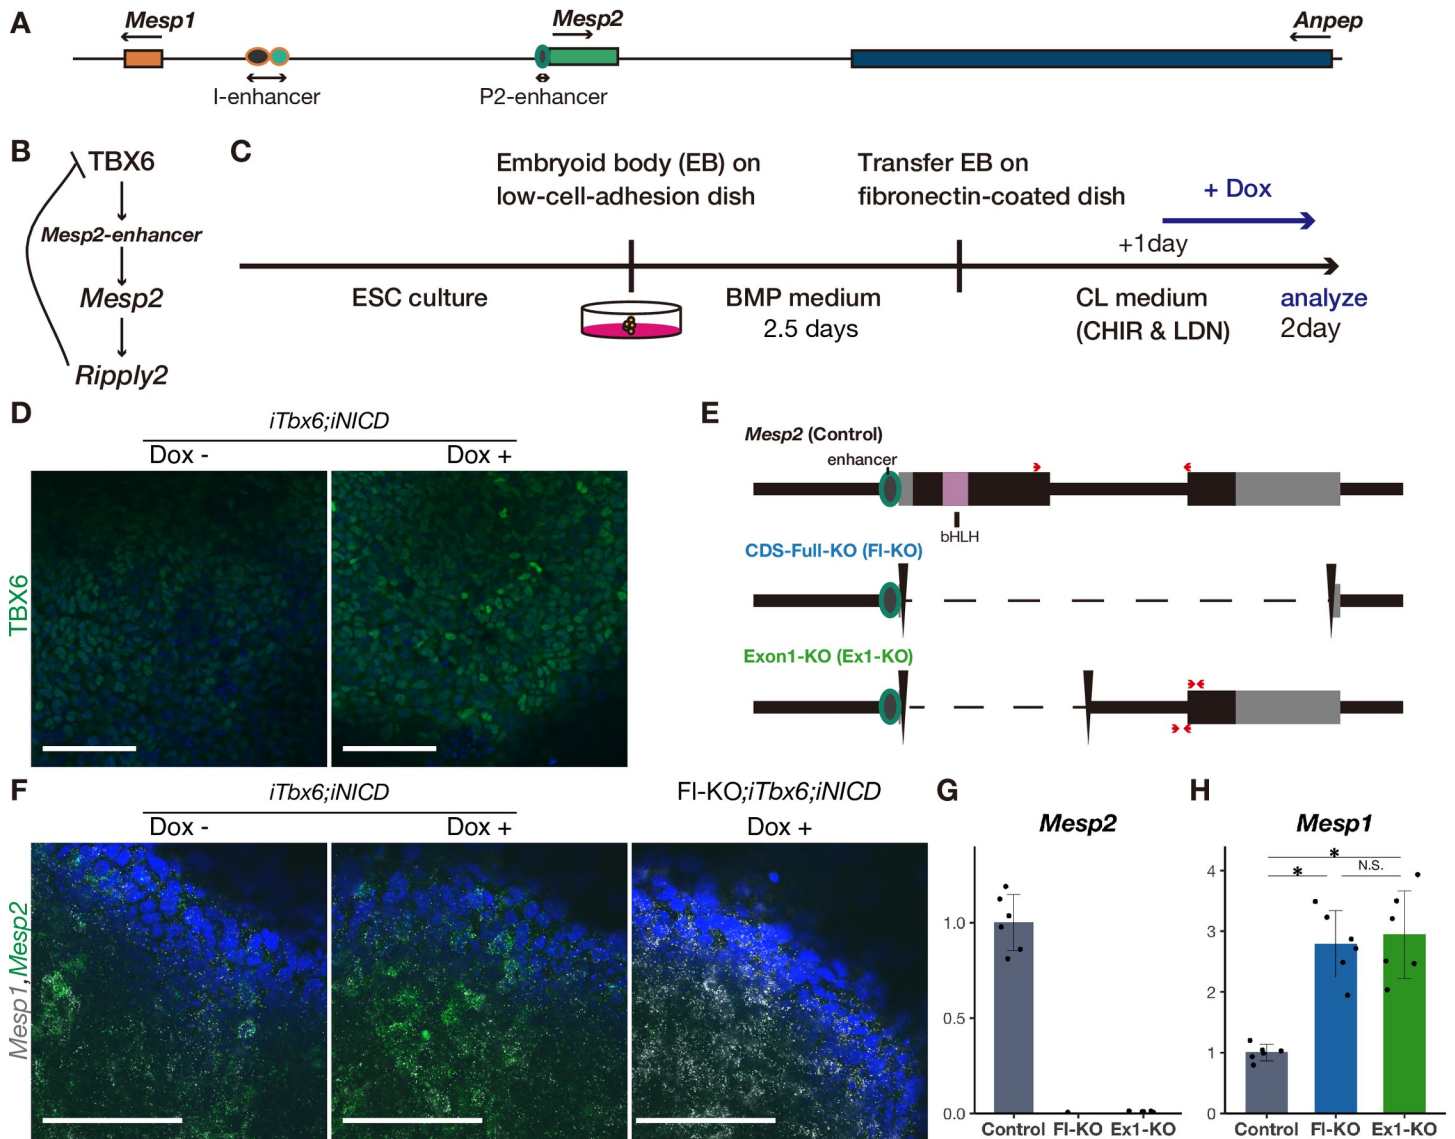 A
Mesp1
Mesp2
Anpep
I-enhancer
P2-enhancer
B
TBX6
Mesp2-enhancer
Mesp2
Ripply2
C
Embryoid body (EB) on
low-cell-adhesion dish
Transfer EB on
fibronectin-coated dish
+ Dox
+1day
ESC culture
BMP medium
2.5 days
CL medium
(CHIR & LDN)
analyze
2day
D
iTbx6;iNICD
Dox -
Dox +
TBX6
E
Mesp2 (Control)
enhancer
bHLH
CDS-Full-KO (Fl-KO)
Exon1-KO (Ex1-KO)
F
iTbx6;iNICD
Fl-KO;iTbx6;iNICD
Dox -
Dox +
Dox +
Mesp1,Mesp2
G
Mesp2
1.0
0.5
0.0
Control Fl-KO Ex1-KO
H
Mesp1
*
*
N.S.
4
3
2
1
0
Control Fl-KO Ex1-KO